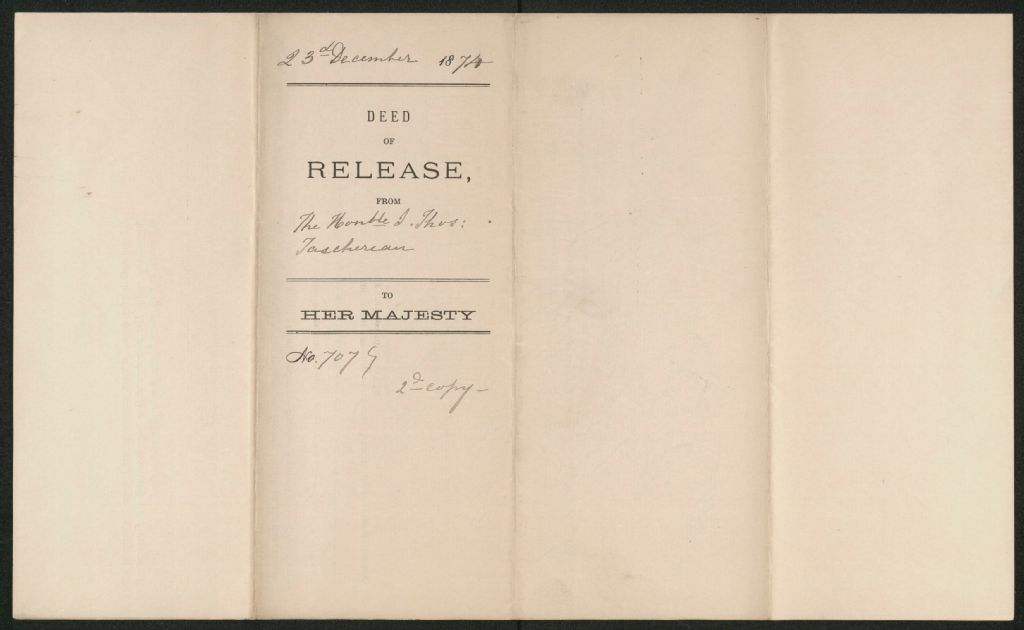 23d December 1874
DEED
OF
RELEASE,
FROM
The Honble J. Thos:
Taschereau
TO
HER MAJESTY
No. 7079
2d copy-